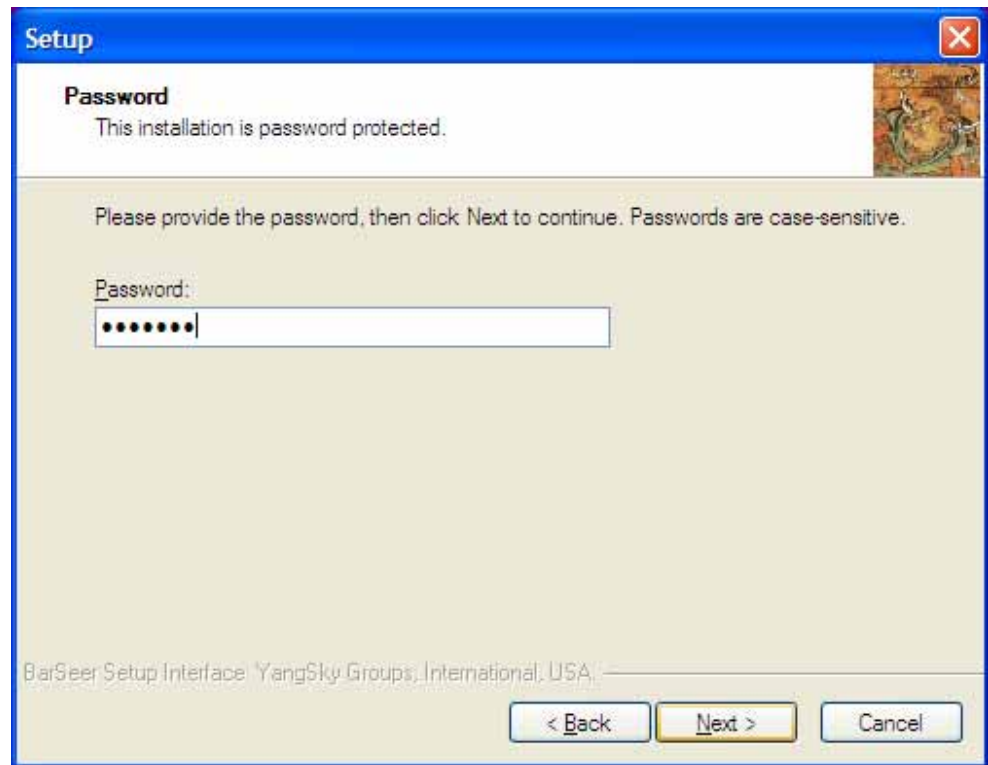 Setup
Password
This installation is password protected.
Please provide the password, then click Next to continue. Passwords are case-sensitive.
Password:
•••••••
BarSeer Setup Interface. YangSky Groups, International, USA.
< Back Next > Cancel